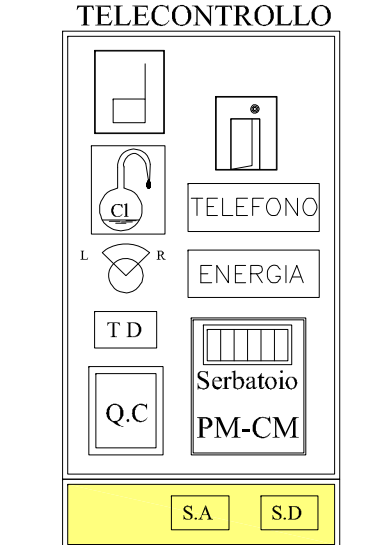 TELECONTROLLO
Cl
TELEFONO
L R
ENERGIA
T D
Serbatoio
Q.C
PM-CM
S.A S.D